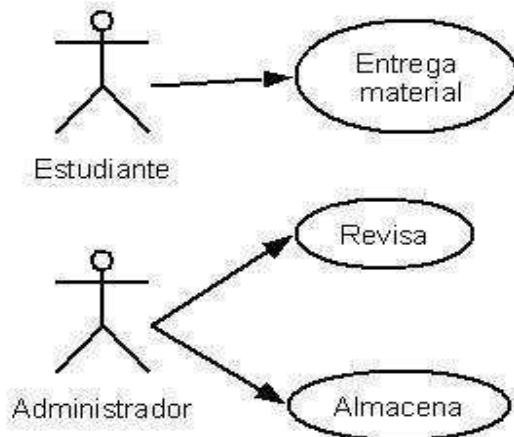 Entrega
material
Estudiante
Revisa
Administrador
Almacena